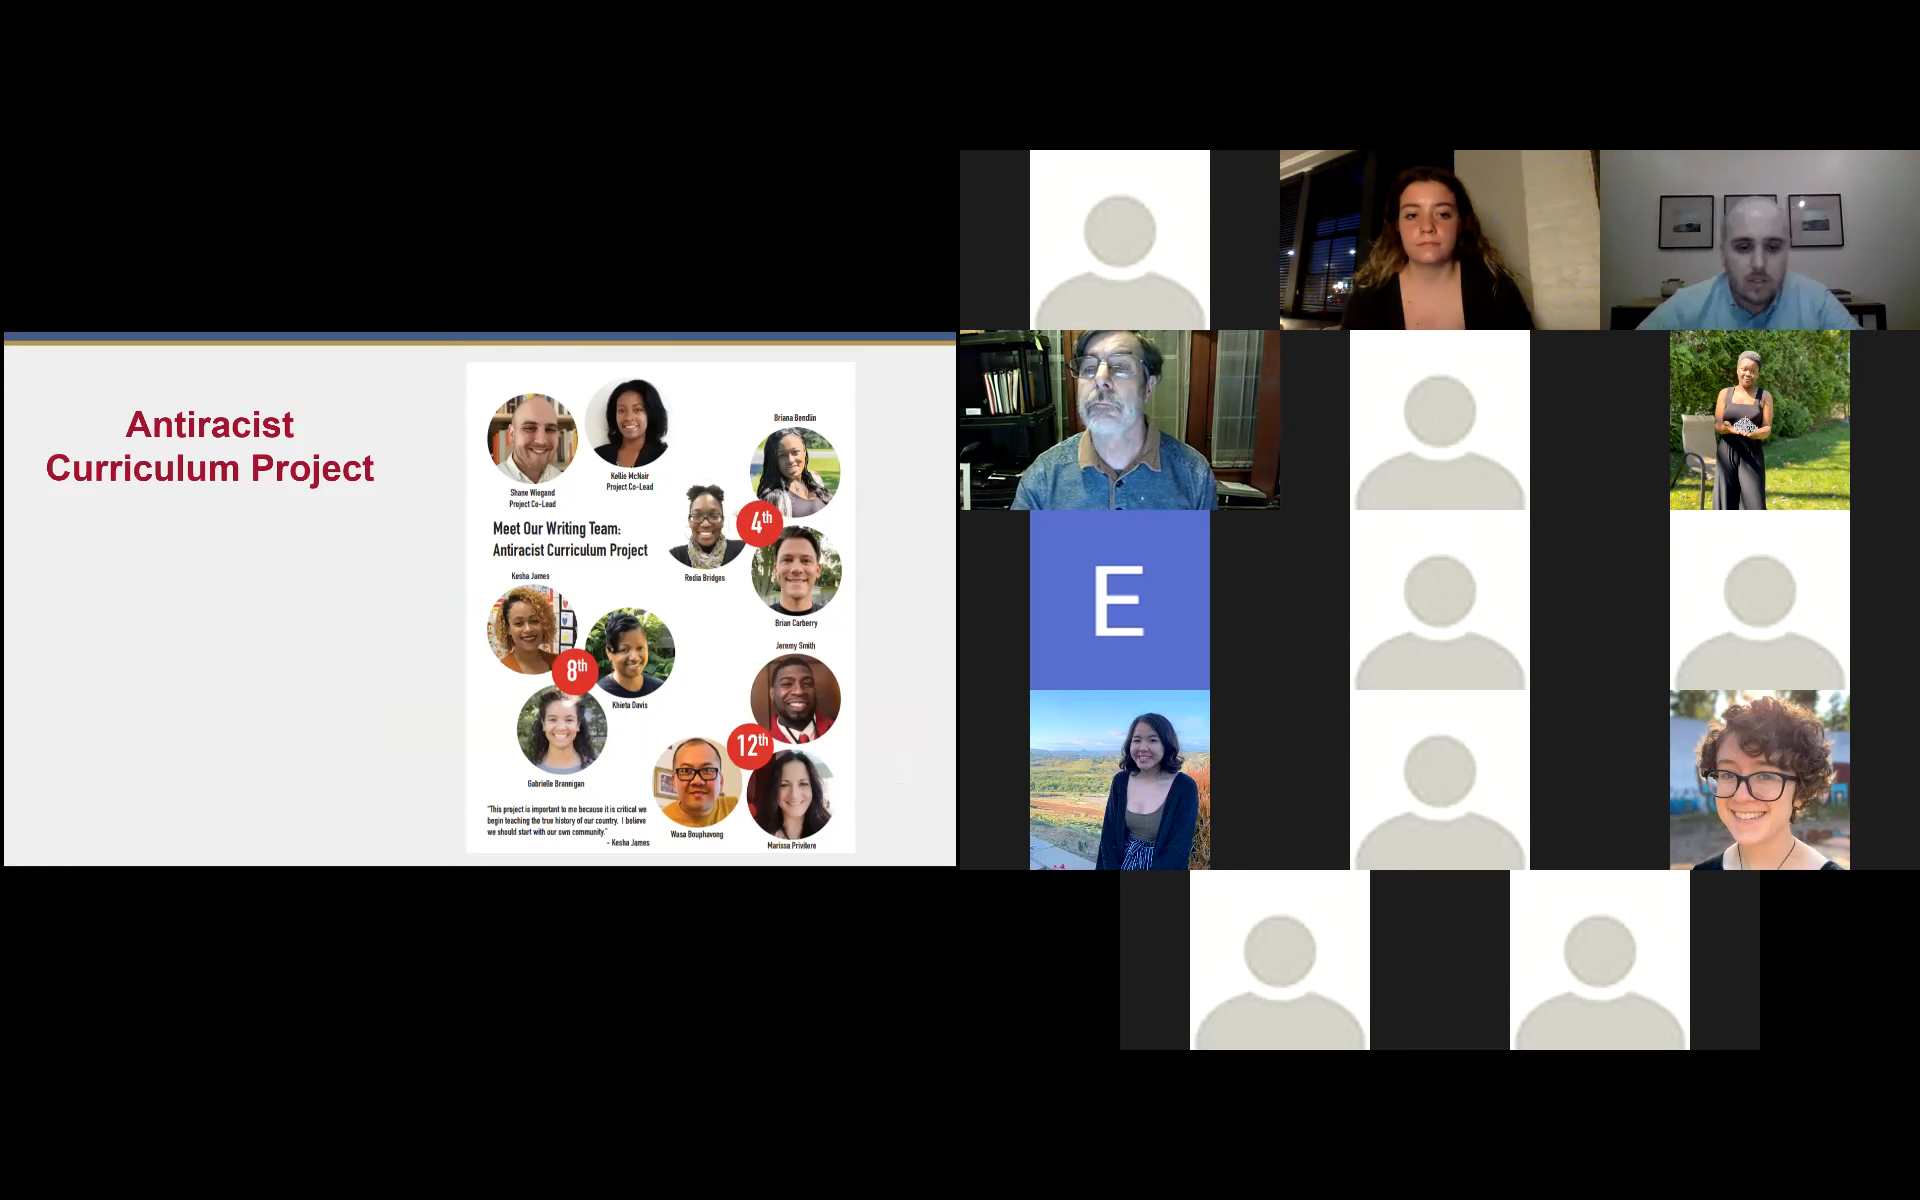 Antiracist
Curriculum Project
Shane Wiegand
Project Co-Lead
Kellie McNair
Project Co-Lead
Briana Bendlin
4th
Redia Bridges
Brian Carberry
Meet Our Writing Team:
Antiracist Curriculum Project
Kesha James
8th
Khieta Davis
Gabrielle Brannigan
Jeremy Smith
12th
Wasa Bouphavong
Marissa Privitere
"This project is important to me because it is critical we
begin teaching the true history of our country. I believe
we should start with our own community."
- Kesha James
E